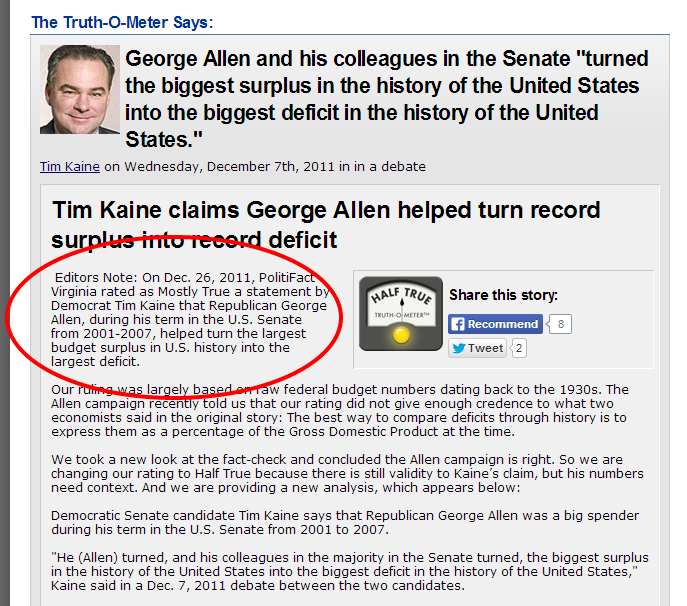 The Truth-O-Meter Says:
George Allen and his colleagues in the Senate "turned
the biggest surplus in the history of the United States
into the biggest deficit in the history of the United
States."
Tim Kaine on Wednesday, December 7th, 2011 in in a debate
Tim Kaine claims George Allen helped turn record
surplus into record deficit
Editors Note: On Dec. 26, 2011, PolitiFact
Virginia rated as Mostly True a statement by
Democrat Tim Kaine that Republican George
Allen, during his term in the U.S. Senate
from 2001-2007, helped turn the largest
budget surplus in U.S. history into the
largest deficit.
HALF TRUE
TRUTH-O-METER™
Share this story:
Recommend 8
Tweet 2
Our ruling was largely based on raw federal budget numbers dating back to the 1930s. The
Allen campaign recently told us that our rating did not give enough credence to what two
economists said in the original story: The best way to compare deficits through history is to
express them as a percentage of the Gross Domestic Product at the time.
We took a new look at the fact-check and concluded the Allen campaign is right. So we are
changing our rating to Half True because there is still validity to Kaine's claim, but his numbers
need context. And we are providing a new analysis, which appears below:
Democratic Senate candidate Tim Kaine says that Republican George Allen was a big spender
during his term in the U.S. Senate from 2001 to 2007.
"He (Allen) turned, and his colleagues in the majority in the Senate turned, the biggest surplus
in the history of the United States into the biggest deficit in the history of the United States,"
Kaine said in a Dec. 7, 2011 debate between the two candidates.